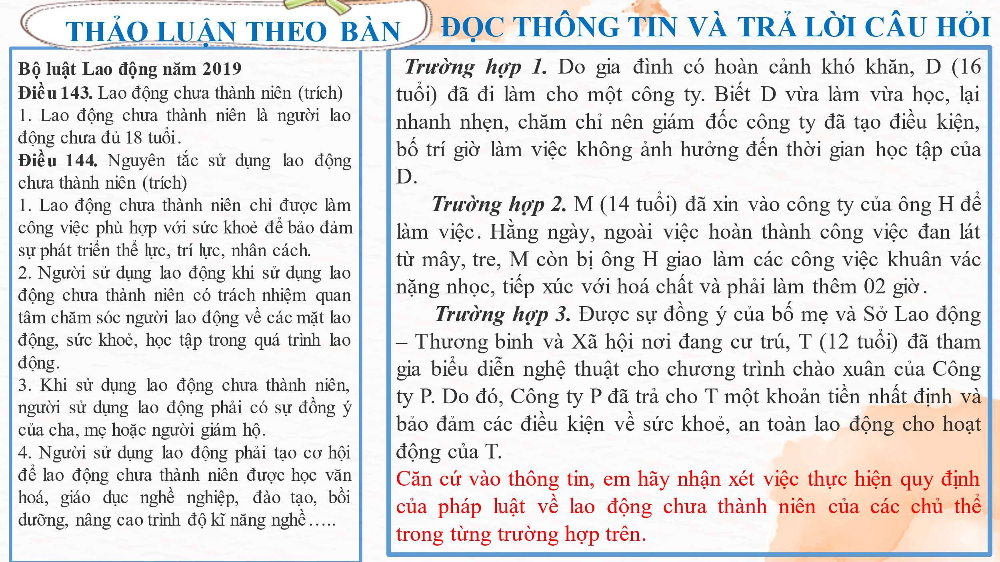 THẢO LUẬN THEO BÀN
ĐỌC THÔNG TIN VÀ TRẢ LỜI CÂU HỎI
Bộ luật Lao động năm 2019
Điều 143. Lao động chưa thành niên (trích)
1. Lao động chưa thành niên là người lao
động chưa đủ 18 tuổi.
Điều 144. Nguyên tắc sử dụng lao động
chưa thành niên (trích)
1. Lao động chưa thành niên chỉ được làm
công việc phù hợp với sức khoẻ để bảo đảm
sự phát triển thể lực, trí lực, nhân cách.
2. Người sử dụng lao động khi sử dụng lao
động chưa thành niên có trách nhiệm quan
tâm chăm sóc người lao động về các mặt lao
động, sức khoẻ, học tập trong quá trình lao
động.
3. Khi sử dụng lao động chưa thành niên,
người sử dụng lao động phải có sự đồng ý
của cha, mẹ hoặc người giám hộ.
4. Người sử dụng lao động phải tạo cơ hội
để lao động chưa thành niên được học văn
hoá, giáo dục nghề nghiệp, đào tạo, bồi
dưỡng, nâng cao trình độ kĩ năng nghề…..
Trường hợp 1. Do gia đình có hoàn cảnh khó khăn, D (16
tuổi) đã đi làm cho một công ty. Biết D vừa làm vừa học, lại
nhanh nhẹn, chăm chỉ nên giám đốc công ty đã tạo điều kiện,
bố trí giờ làm việc không ảnh hưởng đến thời gian học tập của
D.
Trường hợp 2. M (14 tuổi) đã xin vào công ty của ông H để
làm việc. Hằng ngày, ngoài việc hoàn thành công việc đan lát
từ mây, tre, M còn bị ông H giao làm các công việc khuân vác
nặng nhọc, tiếp xúc với hoá chất và phải làm thêm 02 giờ.
Trường hợp 3. Được sự đồng ý của bố mẹ và Sở Lao động
– Thương binh và Xã hội nơi đang cư trú, T (12 tuổi) đã tham
gia biểu diễn nghệ thuật cho chương trình chào xuân của Công
ty P. Do đó, Công ty P đã trả cho T một khoản tiền nhất định và
bảo đảm các điều kiện về sức khoẻ, an toàn lao động cho hoạt
động của T.
Căn cứ vào thông tin, em hãy nhận xét việc thực hiện quy định
của pháp luật về lao động chưa thành niên của các chủ thể
trong từng trường hợp trên.